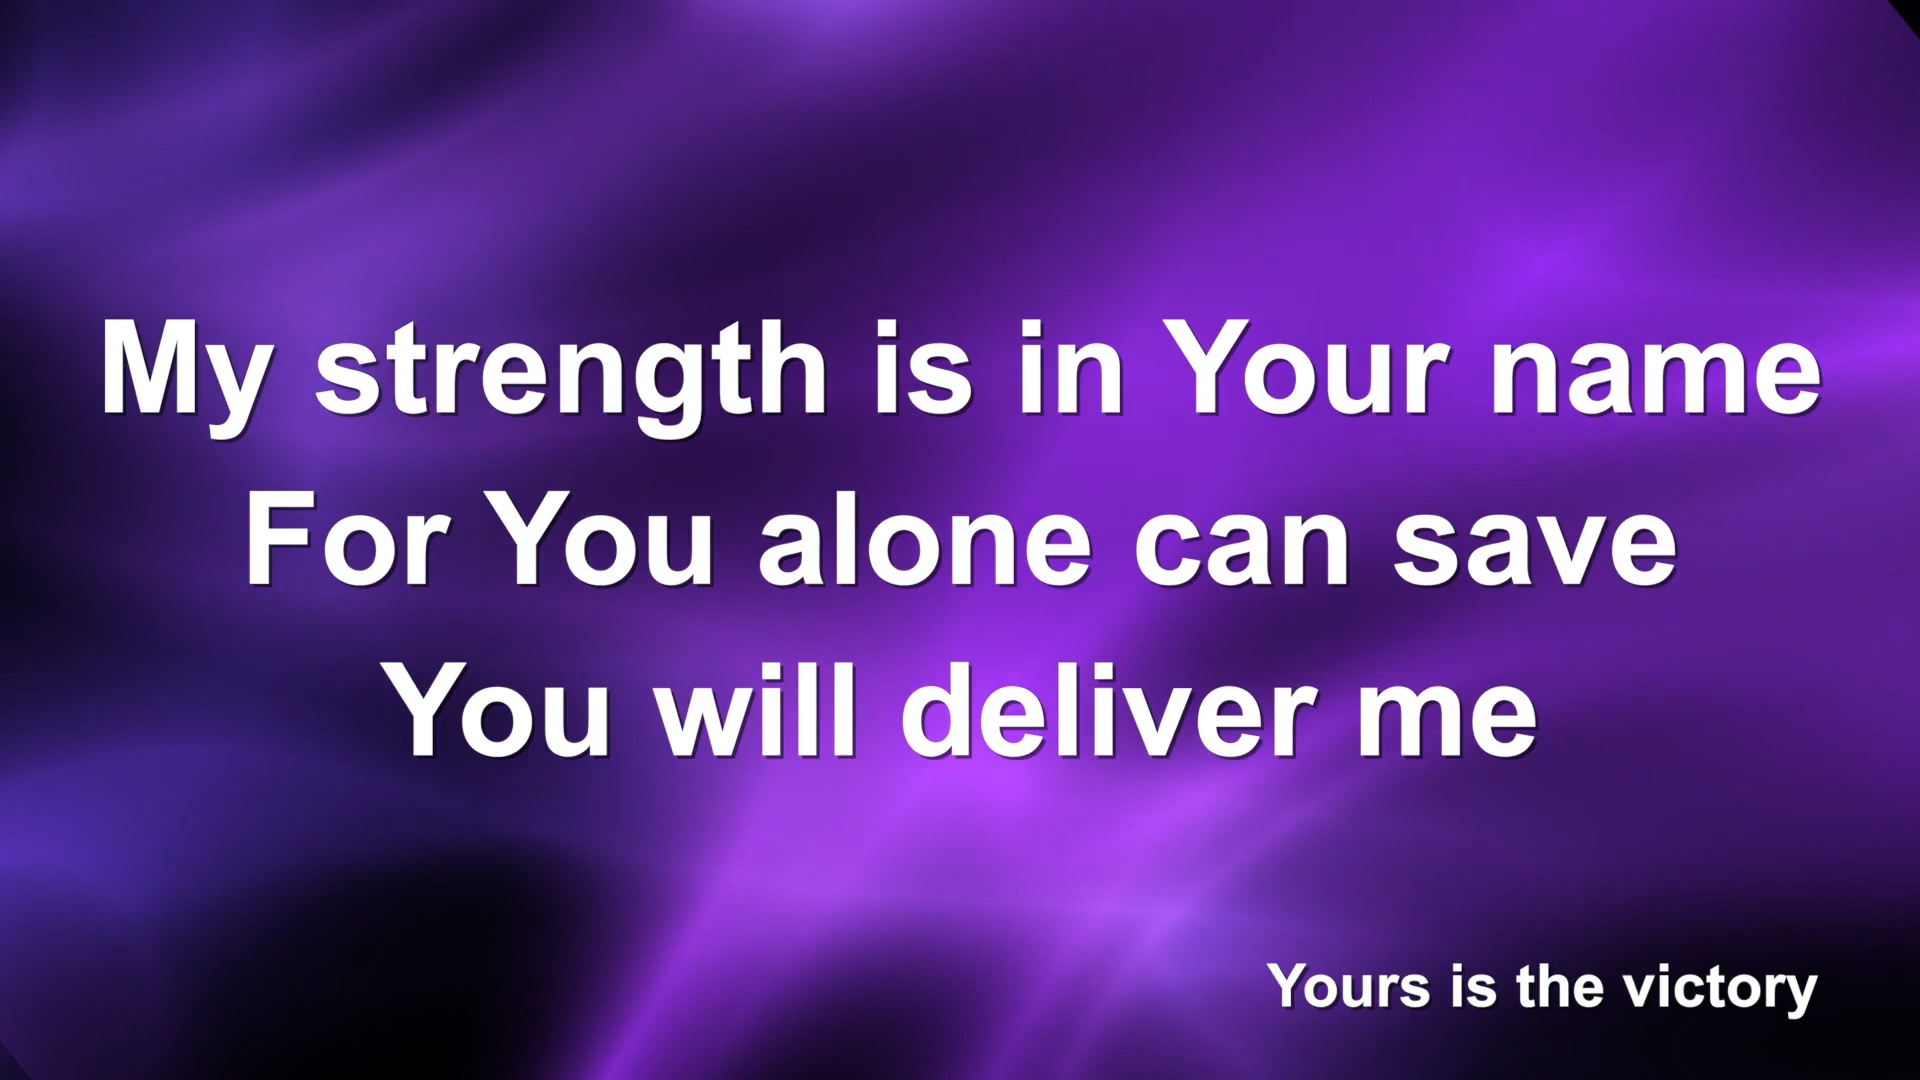 My strength is in Your name
For You alone can save
You will deliver me
Yours is the victory